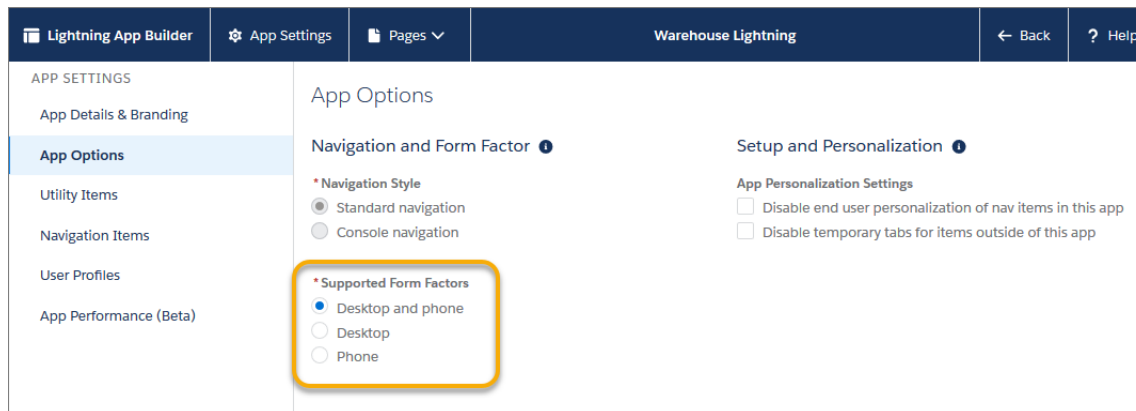 Lightning App Builder
App Settings
Pages
Warehouse Lightning
Back
? Help
APP SETTINGS
App Details & Branding
App Options
Utility Items
Navigation Items
User Profiles
App Performance (Beta)
App Options
Navigation and Form Factor
* Navigation Style
Standard navigation
Console navigation
* Supported Form Factors
Desktop and phone
Desktop
Phone
Setup and Personalization
App Personalization Settings
Disable end user personalization of nav items in this app
Disable temporary tabs for items outside of this app